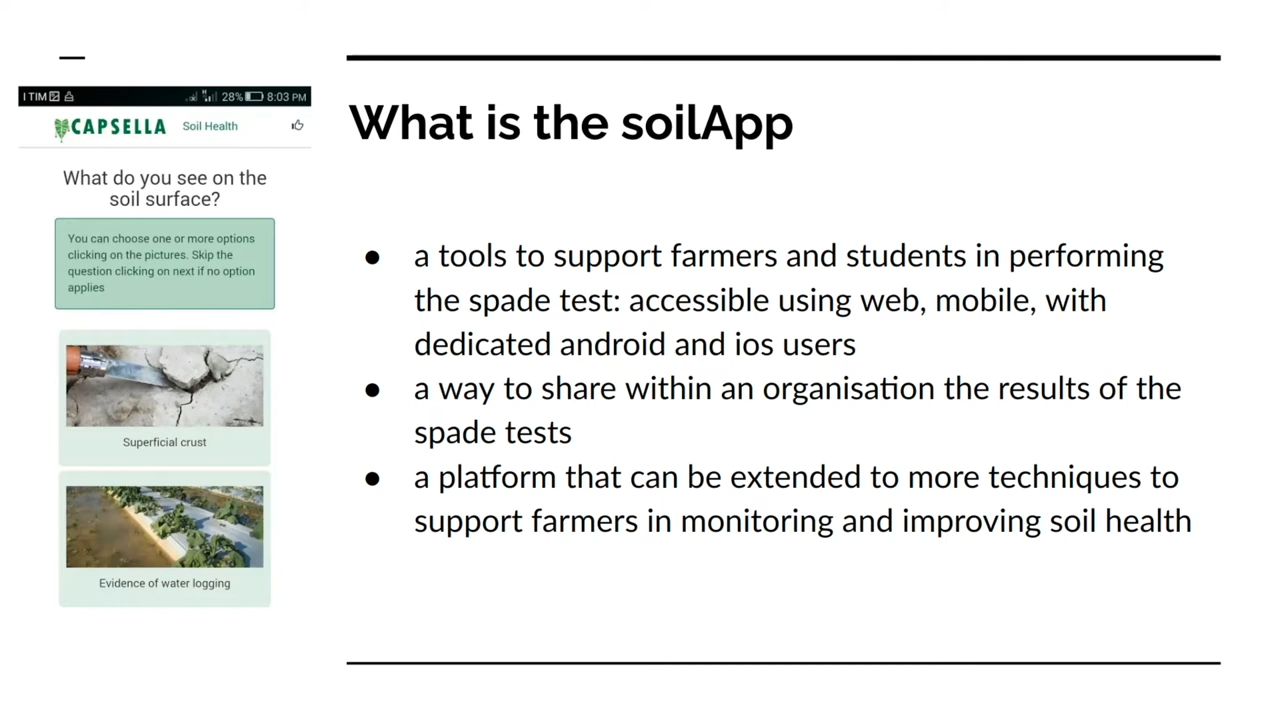 I TIM 28% 8:03 PM
CAPSELLA Soil Health
What do you see on the
soil surface?
You can choose one or more options
clicking on the pictures. Skip the
question clicking on next if no option
applies
Superficial crust
Evidence of water logging
What is the soilApp
● a tools to support farmers and students in performing
the spade test: accessible using web, mobile, with
dedicated android and ios users
● a way to share within an organisation the results of the
spade tests
● a platform that can be extended to more techniques to
support farmers in monitoring and improving soil health